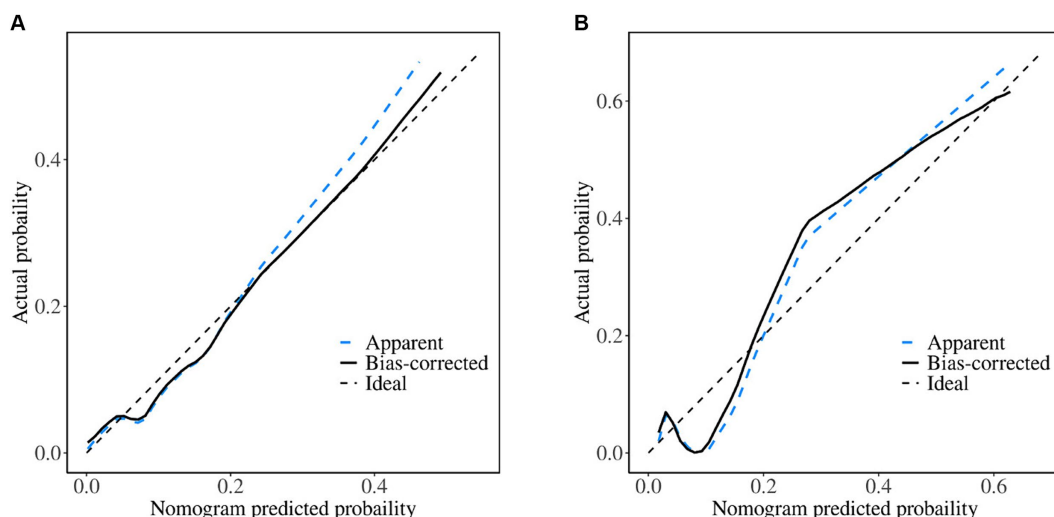 A
Actual probaility
0.4
0.2
0.0
Apparent
Bias-corrected
Ideal
0.0 0.2 0.4
Nomogram predicted probaility
B
Actual probaility
0.6
0.4
0.2
0.0
Apparent
Bias-corrected
Ideal
0.0 0.2 0.4 0.6
Nomogram predicted probaility